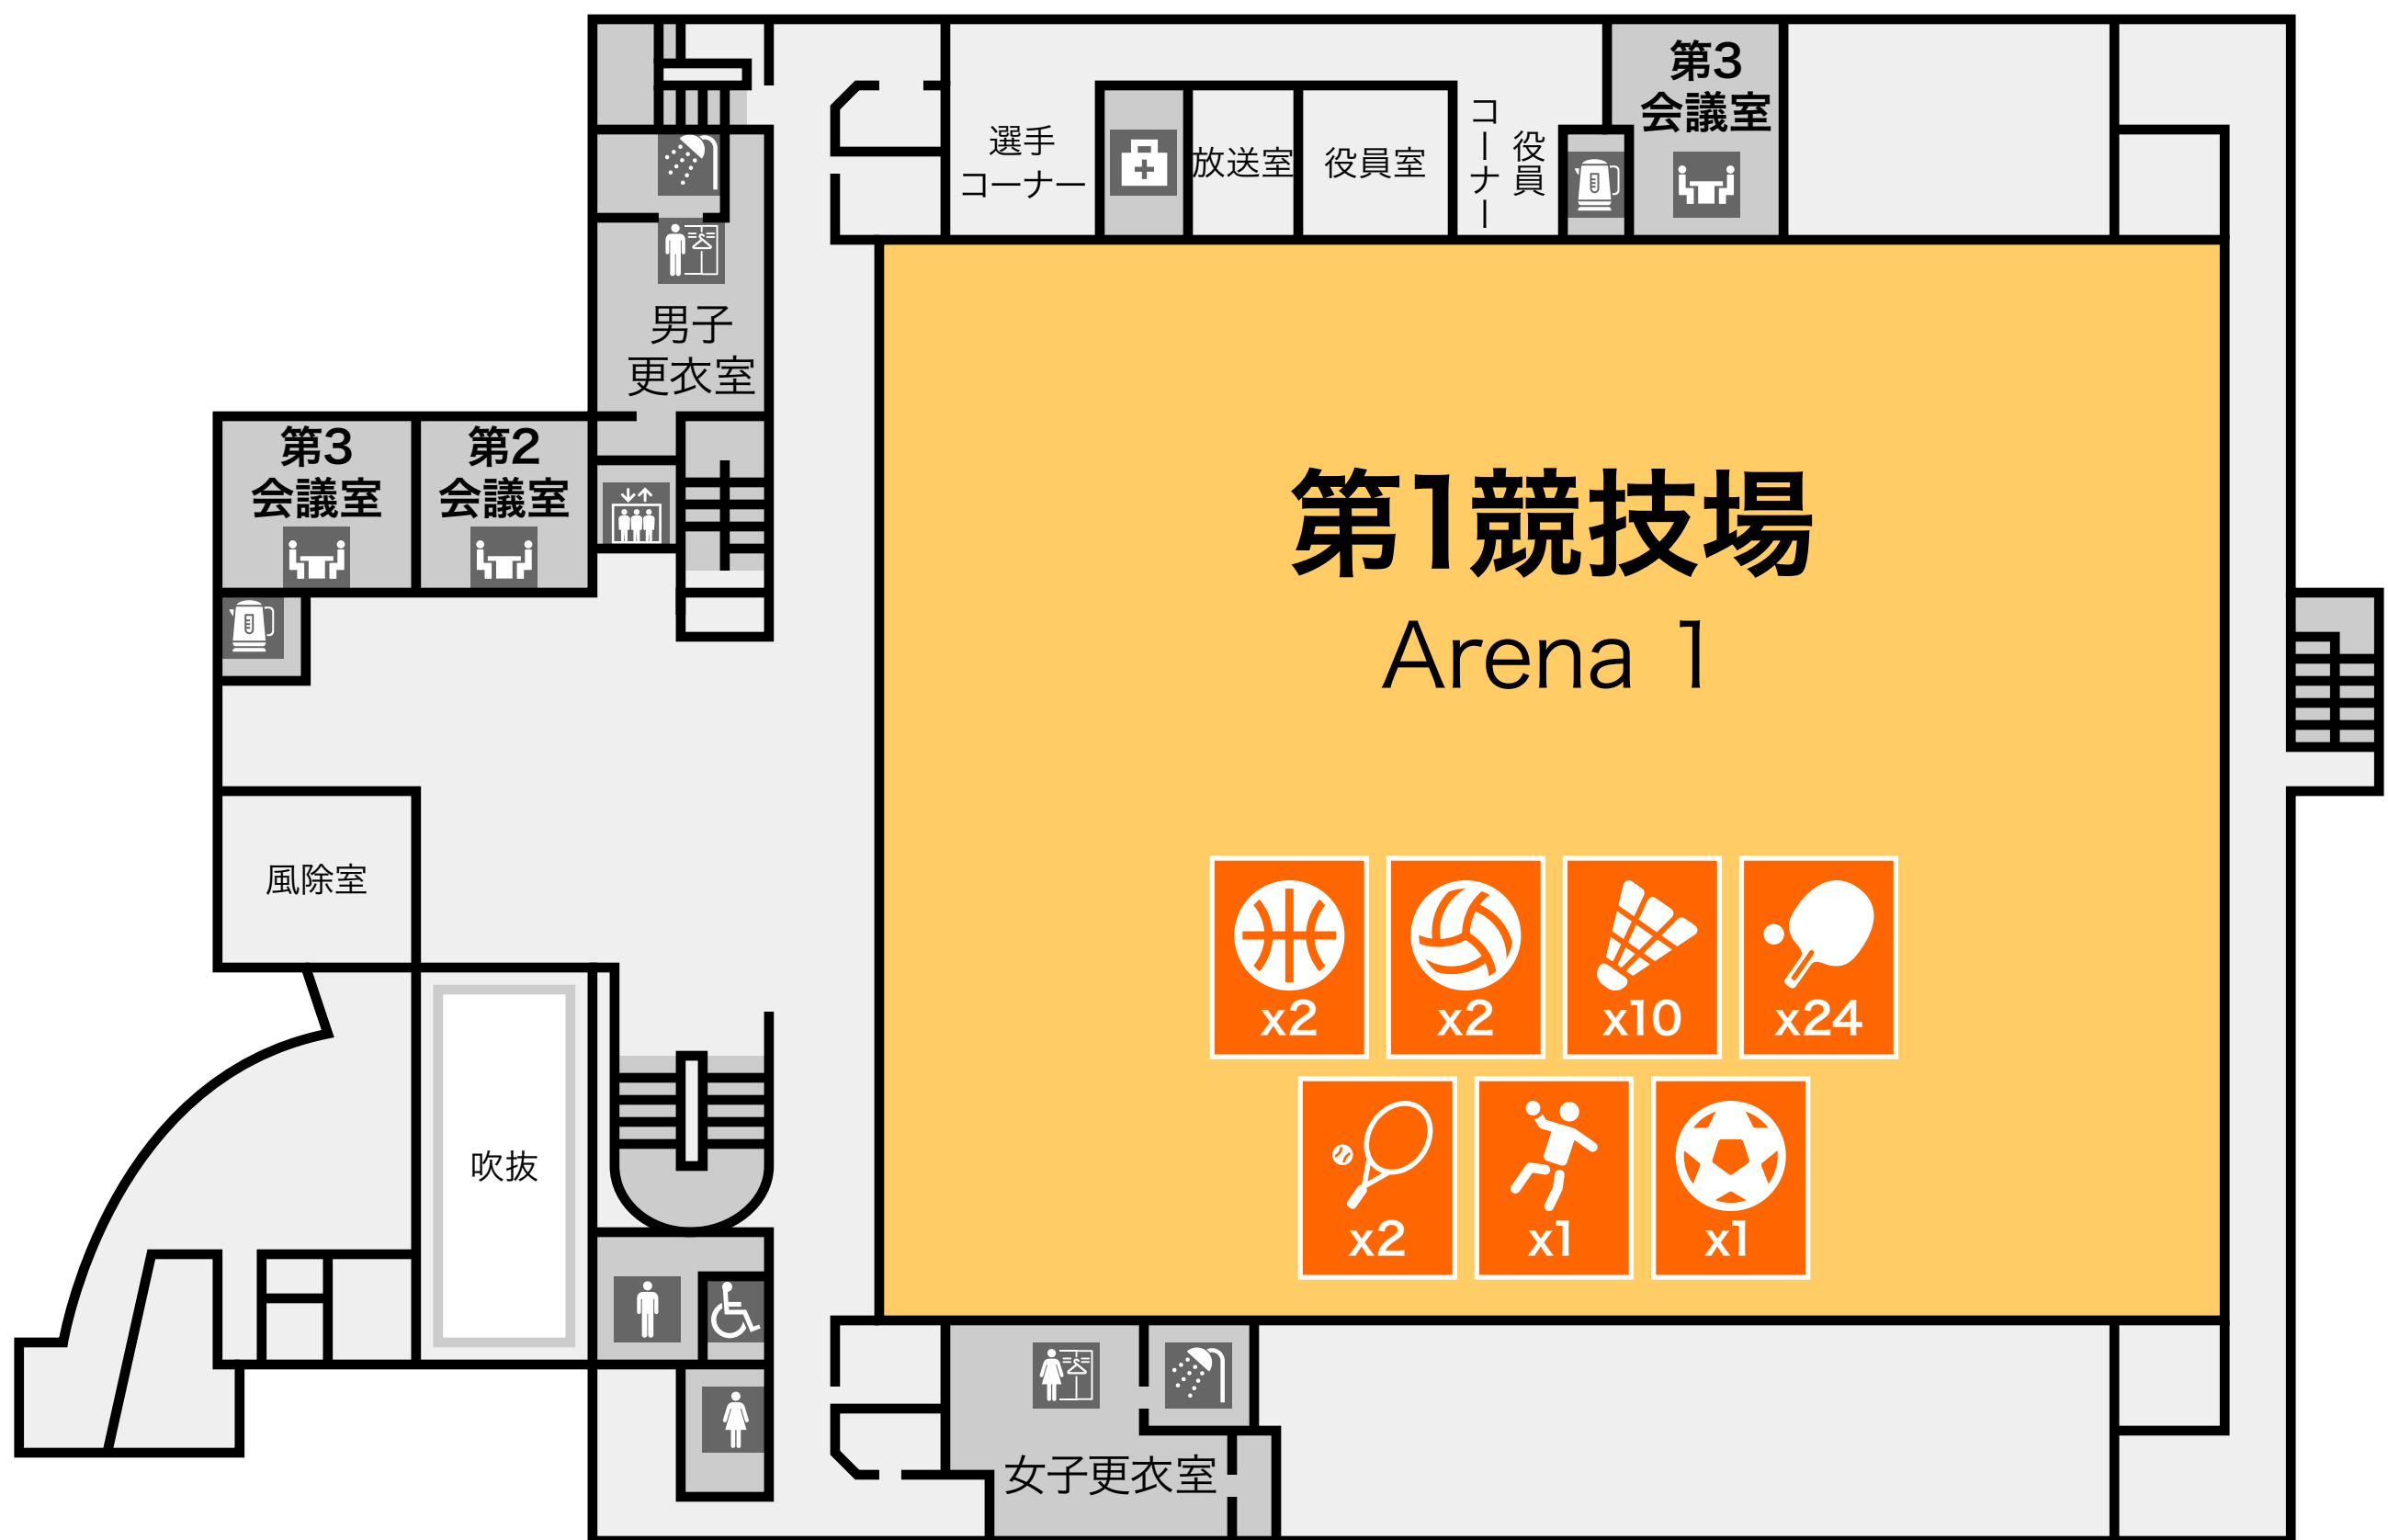 第3
会議室
選手
コーナー
放送室
役員室
役員
コーナー
男子
更衣室
第3
会議室
第2
会議室
第1競技場
Arena 1
風除室
x2
x2
x10
x24
吹抜
x2
x1
x1
女子更衣室